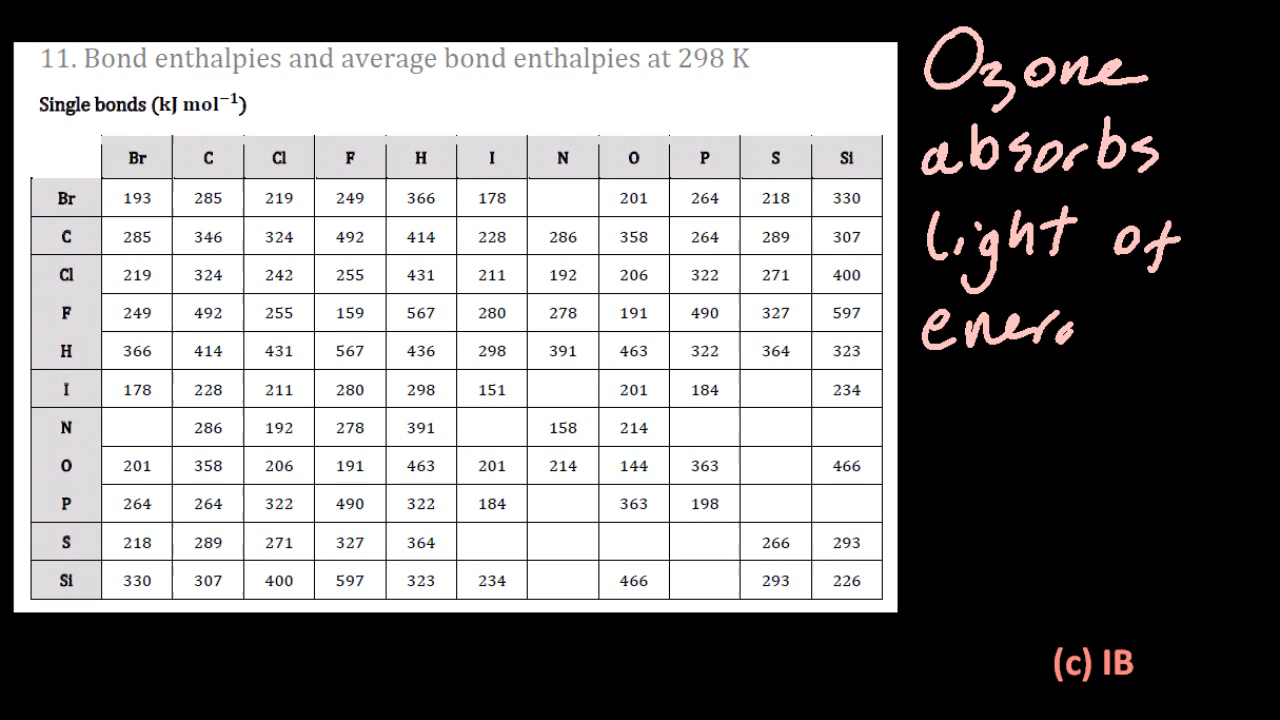 11. Bond enthalpies and average bond enthalpies at 298 K
Single bonds (kJ mol⁻¹)
Br C Cl F H I N O P S Si
Br 193 285 219 249 366 178 201 264 218 330
C 285 346 324 492 414 228 286 358 264 289 307
Cl 219 324 242 255 431 211 192 206 322 271 400
F 249 492 255 159 567 280 278 191 490 327 597
H 366 414 431 567 436 298 391 463 322 364 323
I 178 228 211 280 298 151 201 184 234
N 286 192 278 391 158 214
O 201 358 206 191 463 201 214 144 363 466
P 264 264 322 490 322 184 363 198
S 218 289 271 327 364 266 293
Si 330 307 400 597 323 234 466 293 226
Ozone
absorbs
light of
ener
(c) IB